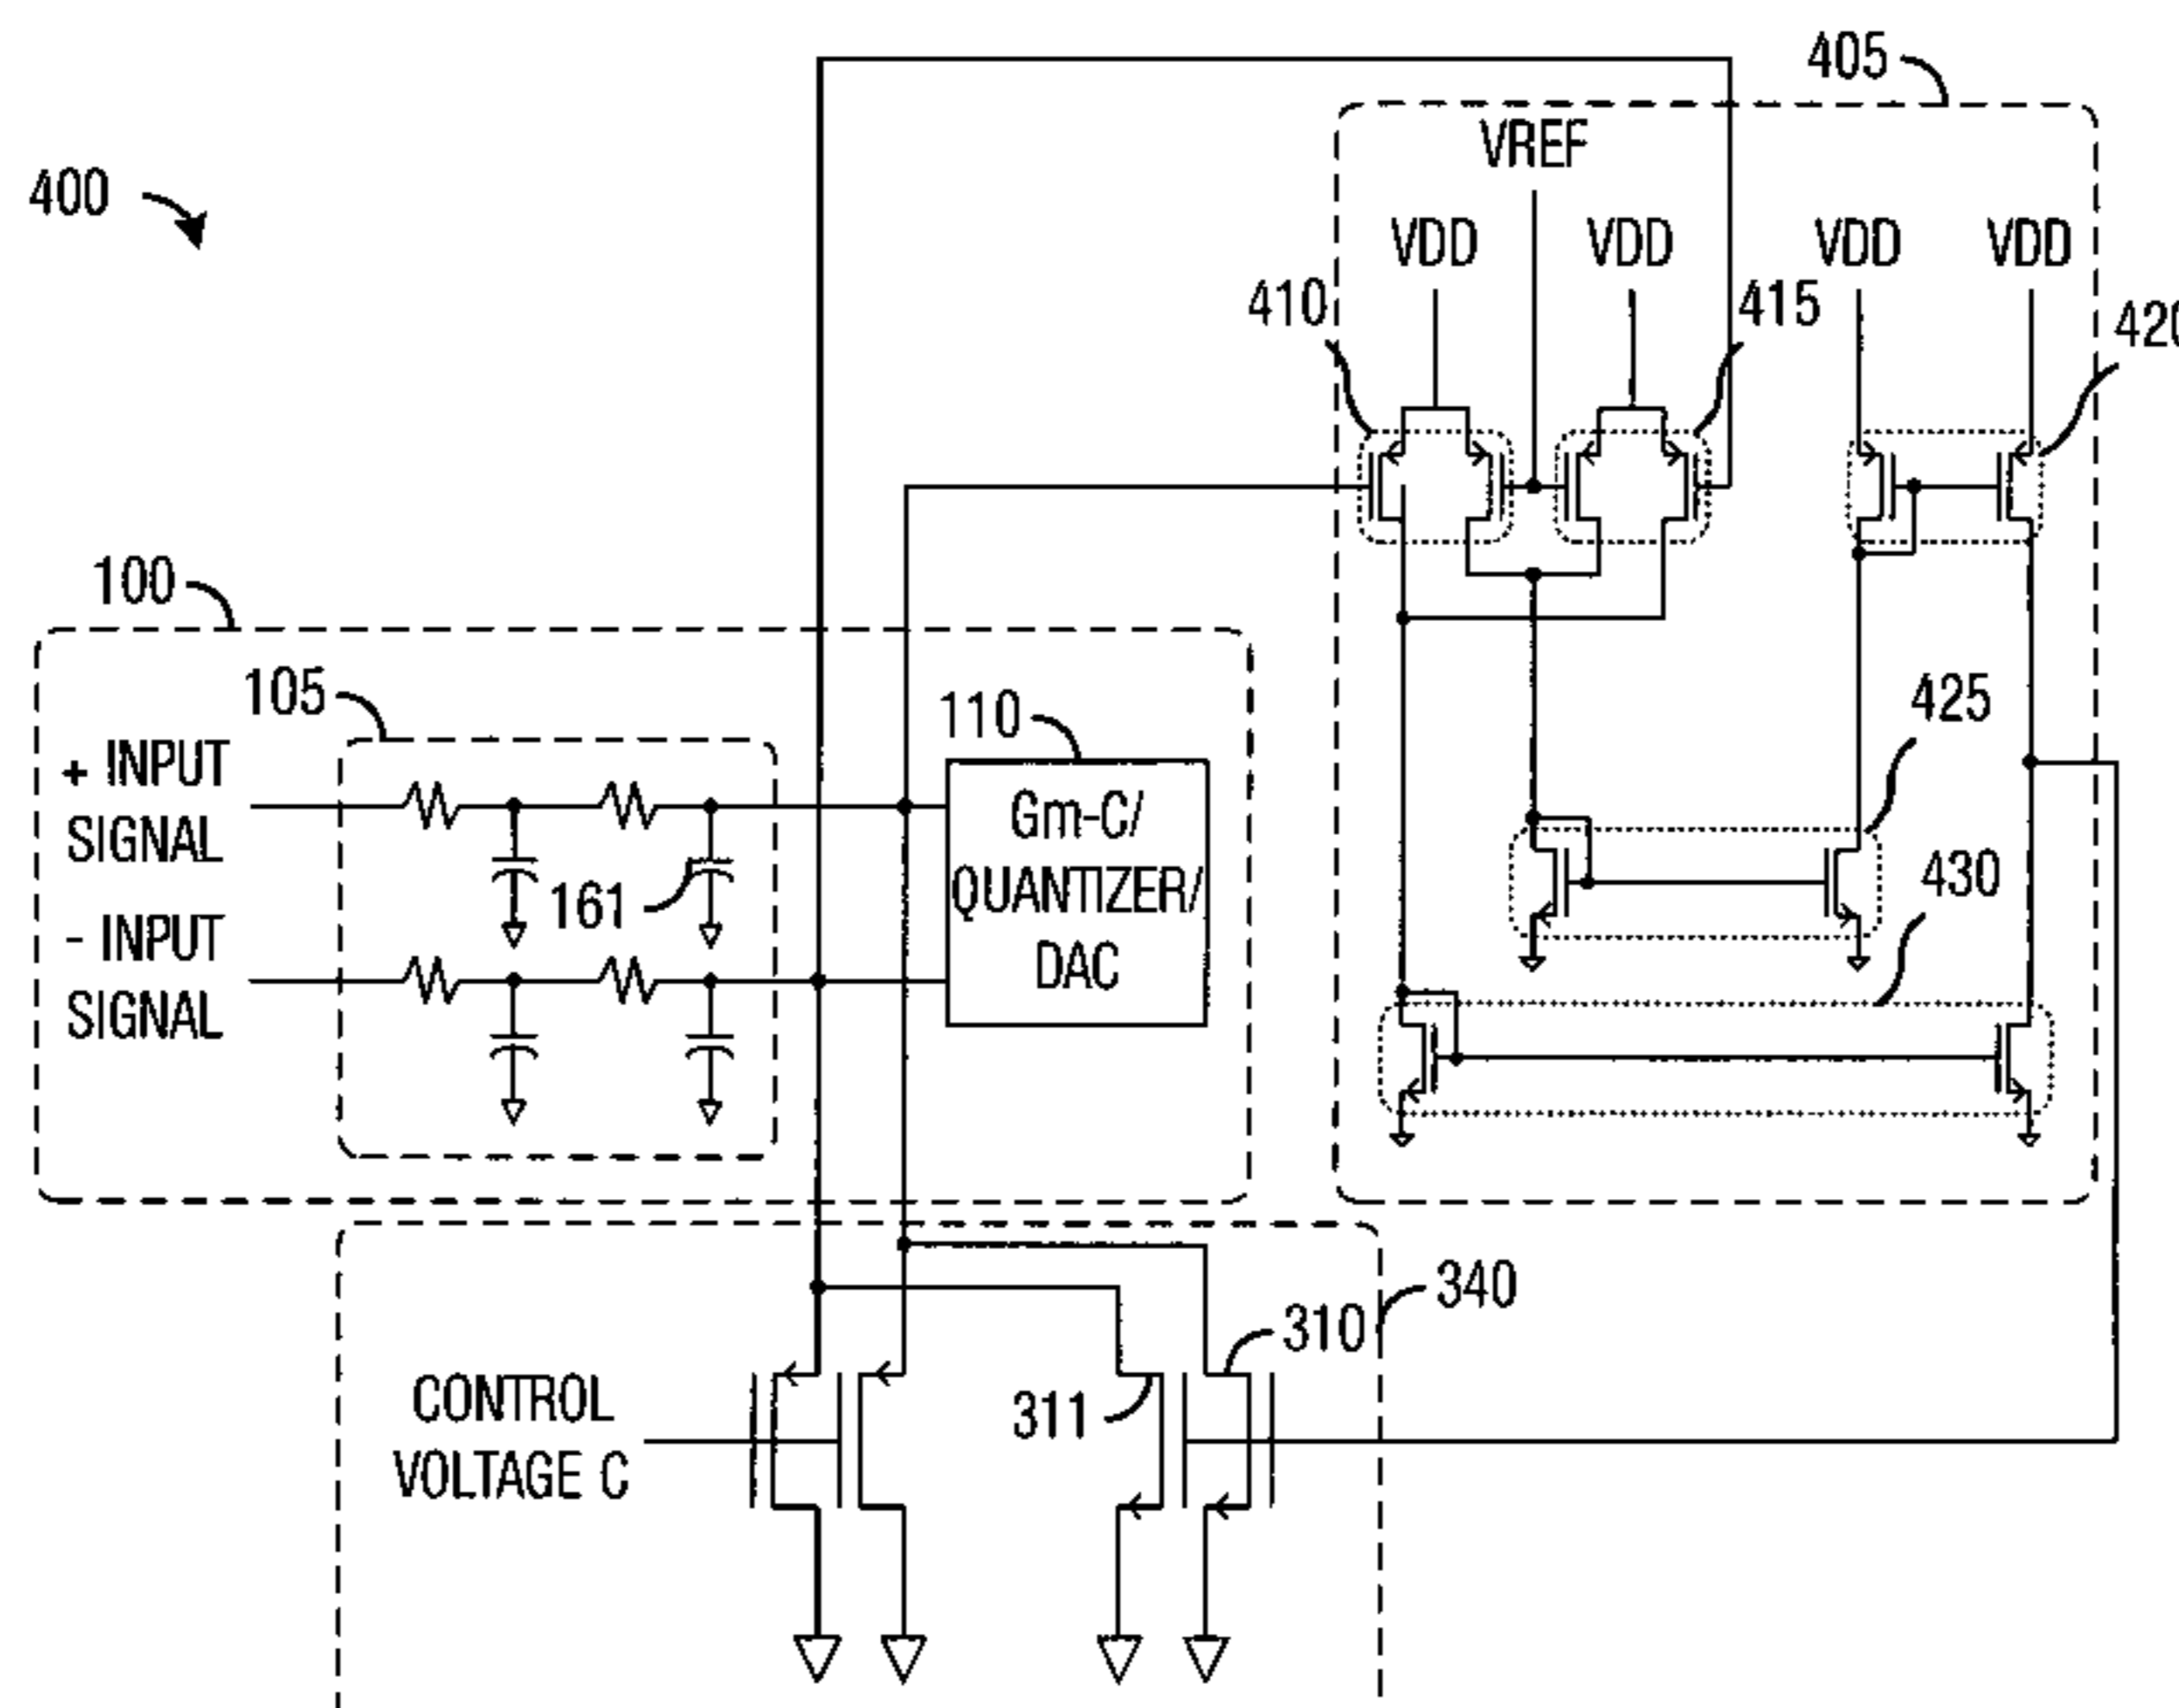 405
VREF
400
VDD
VDD
VDD
VDD
410
415
420
100
105
110
425
+ INPUT
SIGNAL
Gm-C/
QUANTIZER/
DAC
161
430
- INPUT
SIGNAL
340
310
311
CONTROL
VOLTAGE C